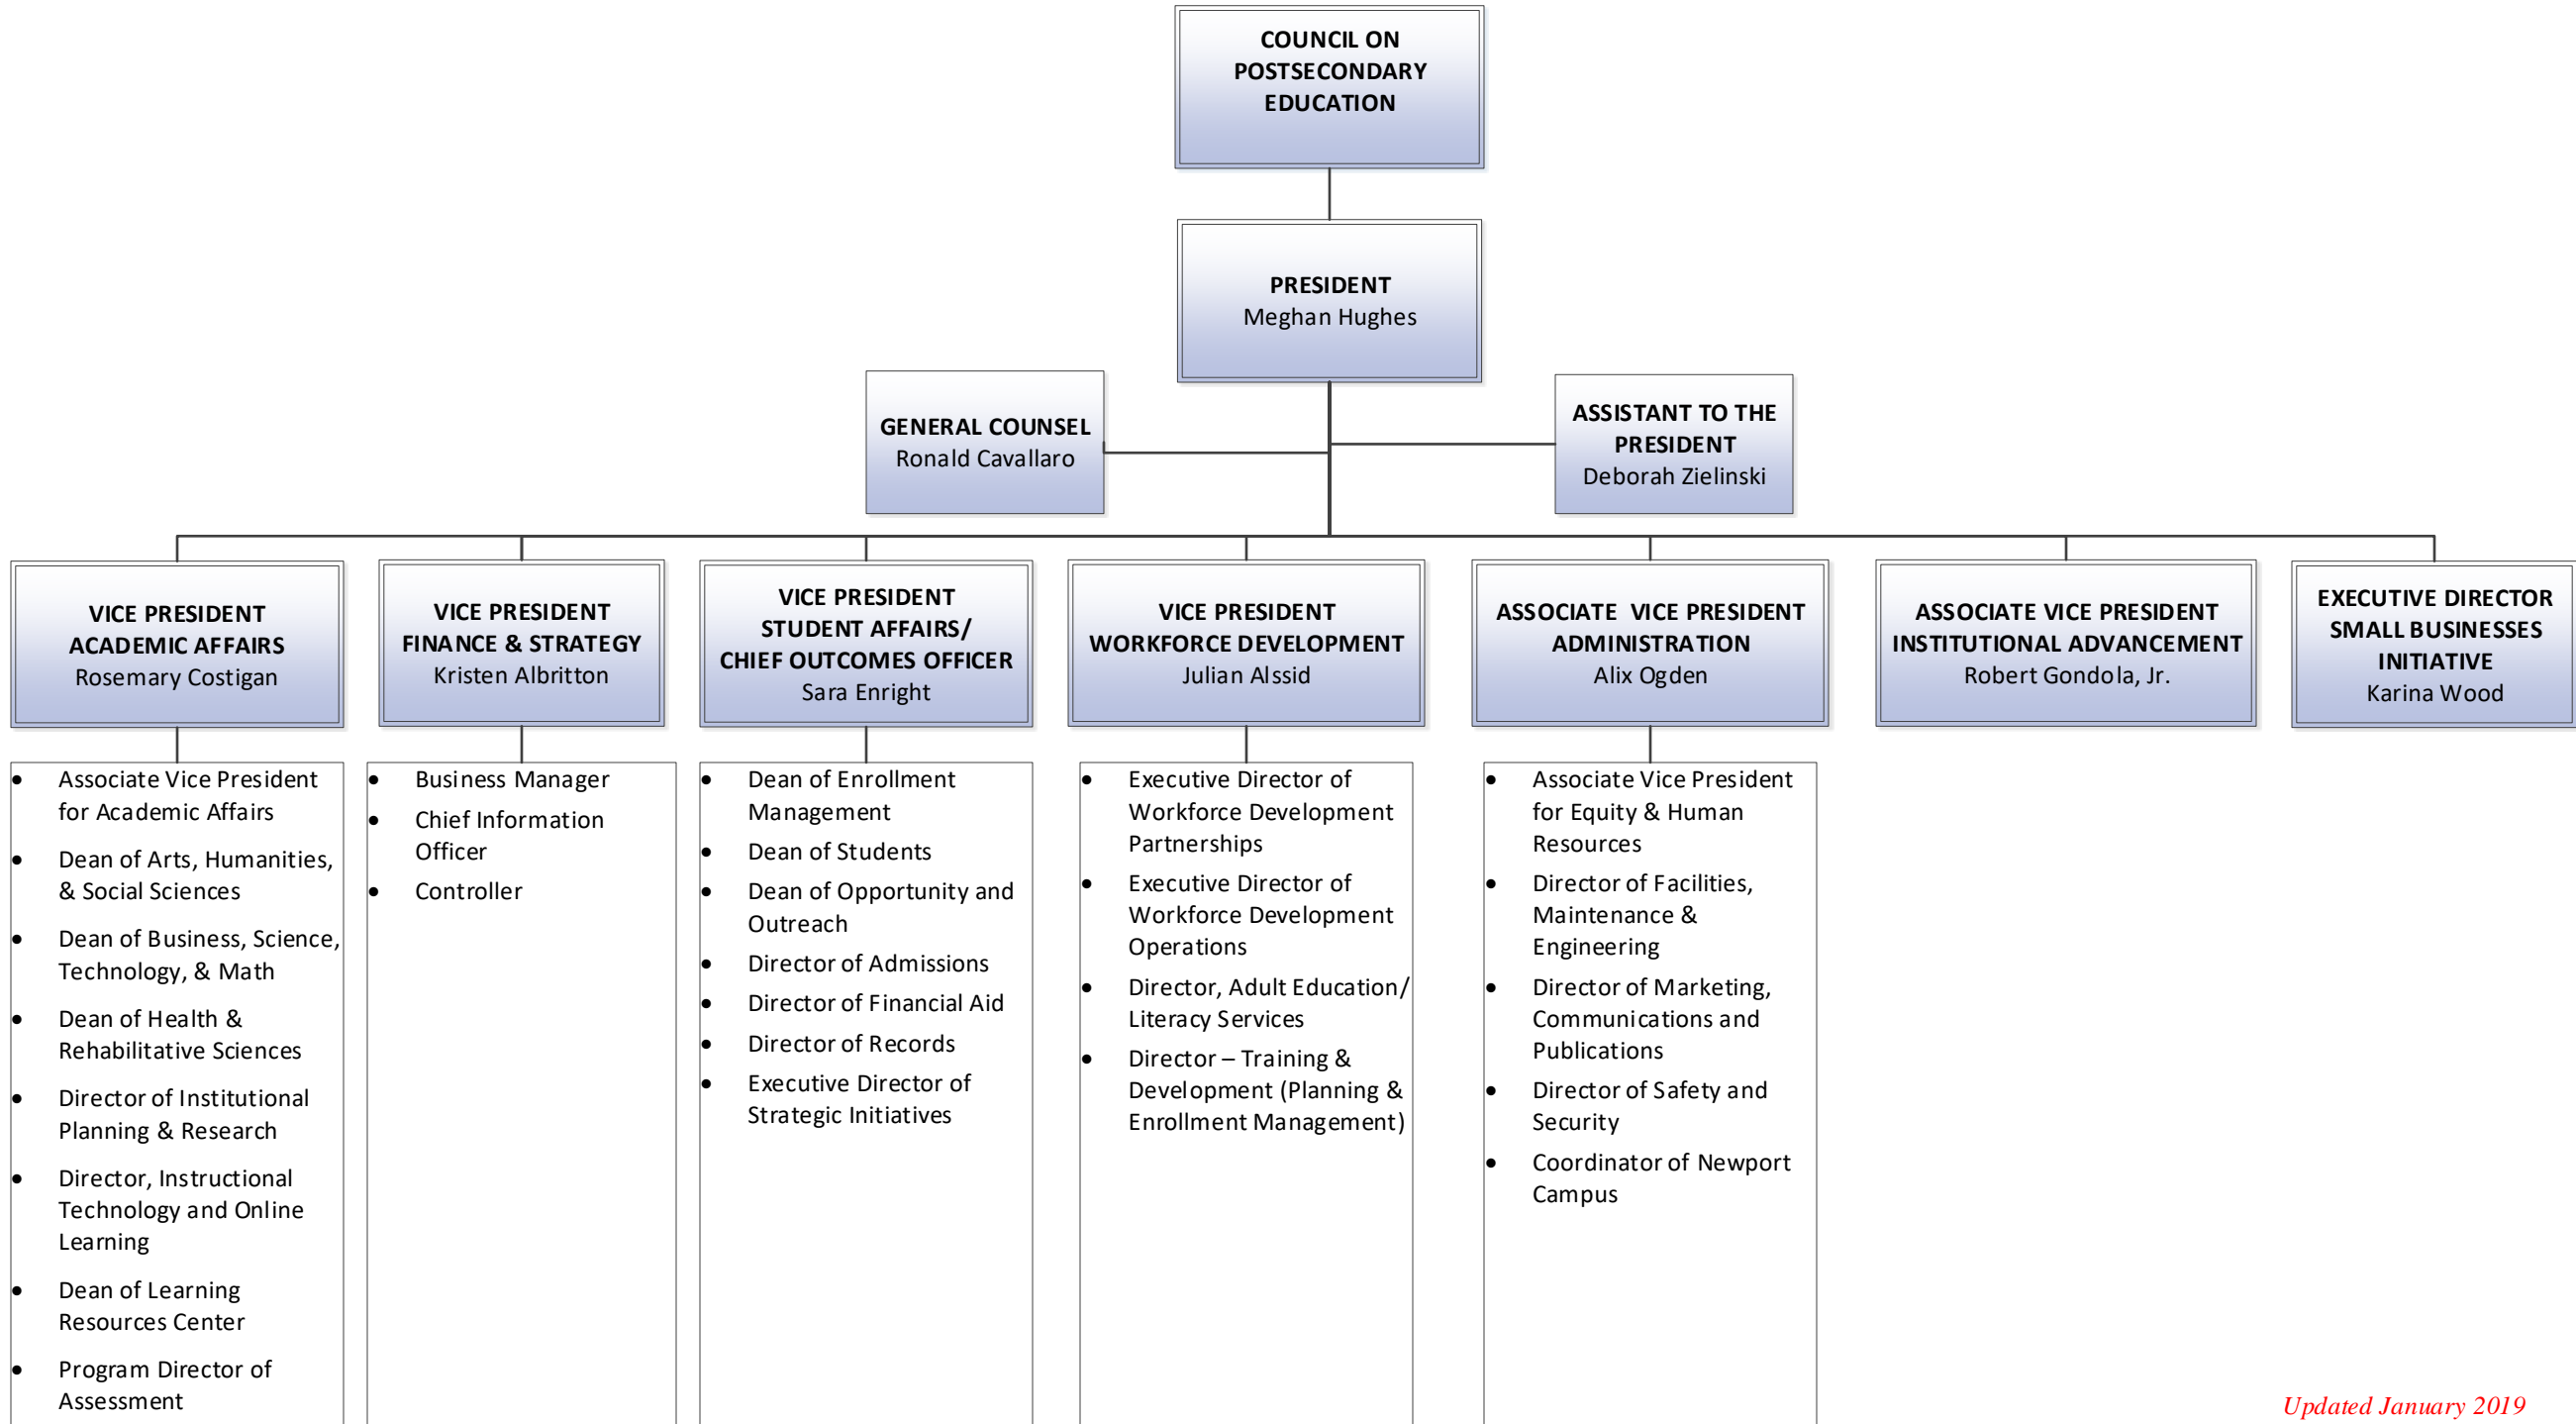 COUNCIL ON
POSTSECONDARY
EDUCATION
PRESIDENT
Meghan Hughes
GENERAL COUNSEL
Ronald Cavallaro
ASSISTANT TO THE
PRESIDENT
Deborah Zielinski
VICE PRESIDENT
ACADEMIC AFFAIRS
Rosemary Costigan
VICE PRESIDENT
FINANCE & STRATEGY
Kristen Albritton
VICE PRESIDENT
STUDENT AFFAIRS/
CHIEF OUTCOMES OFFICER
Sara Enright
VICE PRESIDENT
WORKFORCE DEVELOPMENT
Julian Alssid
ASSOCIATE VICE PRESIDENT
ADMINISTRATION
Alix Ogden
ASSOCIATE VICE PRESIDENT
INSTITUTIONAL ADVANCEMENT
Robert Gondola, Jr.
EXECUTIVE DIRECTOR
SMALL BUSINESSES
INITIATIVE
Karina Wood
• Associate Vice President
for Academic Affairs
• Dean of Arts, Humanities,
& Social Sciences
• Dean of Business, Science,
Technology, & Math
• Dean of Health &
Rehabilitative Sciences
• Director of Institutional
Planning & Research
• Director, Instructional
Technology and Online
Learning
• Dean of Learning
Resources Center
• Program Director of
Assessment
• Business Manager
• Chief Information
Officer
• Controller
• Dean of Enrollment
Management
• Dean of Students
• Dean of Opportunity and
Outreach
• Director of Admissions
• Director of Financial Aid
• Director of Records
• Executive Director of
Strategic Initiatives
• Executive Director of
Workforce Development
Partnerships
• Executive Director of
Workforce Development
Operations
• Director, Adult Education/
Literacy Services
• Director – Training &
Development (Planning &
Enrollment Management)
• Associate Vice President
for Equity & Human
Resources
• Director of Facilities,
Maintenance &
Engineering
• Director of Marketing,
Communications and
Publications
• Director of Safety and
Security
• Coordinator of Newport
Campus
Updated January 2019